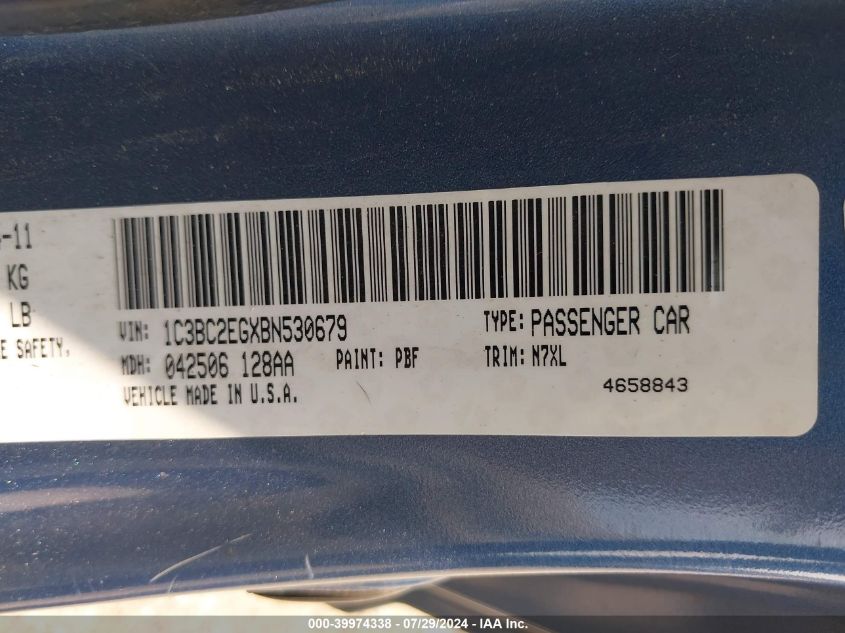 -11
KG
LB
SAFETY.
VIN: 1C3BC2EGXBN530679 TYPE: PASSENGER CAR
MDH: 042506 128AA PAINT: PBF TRIM: N7XL
VEHICLE MADE IN U.S.A. 4658843
000-39974338 - 07/29/2024 - IAA Inc.